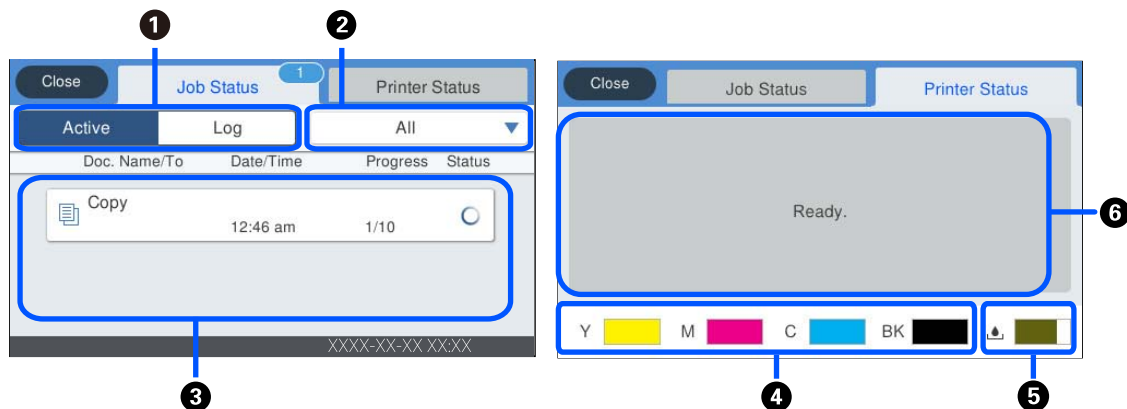 1 2
Close Job Status 1 Printer Status
Active Log All
Doc. Name/To Date/Time Progress Status
Copy
12:46 am 1/10
XXXX-XX-XX XX:XX
3
Close Job Status Printer Status
Ready.
6
Y M C BK
4 5